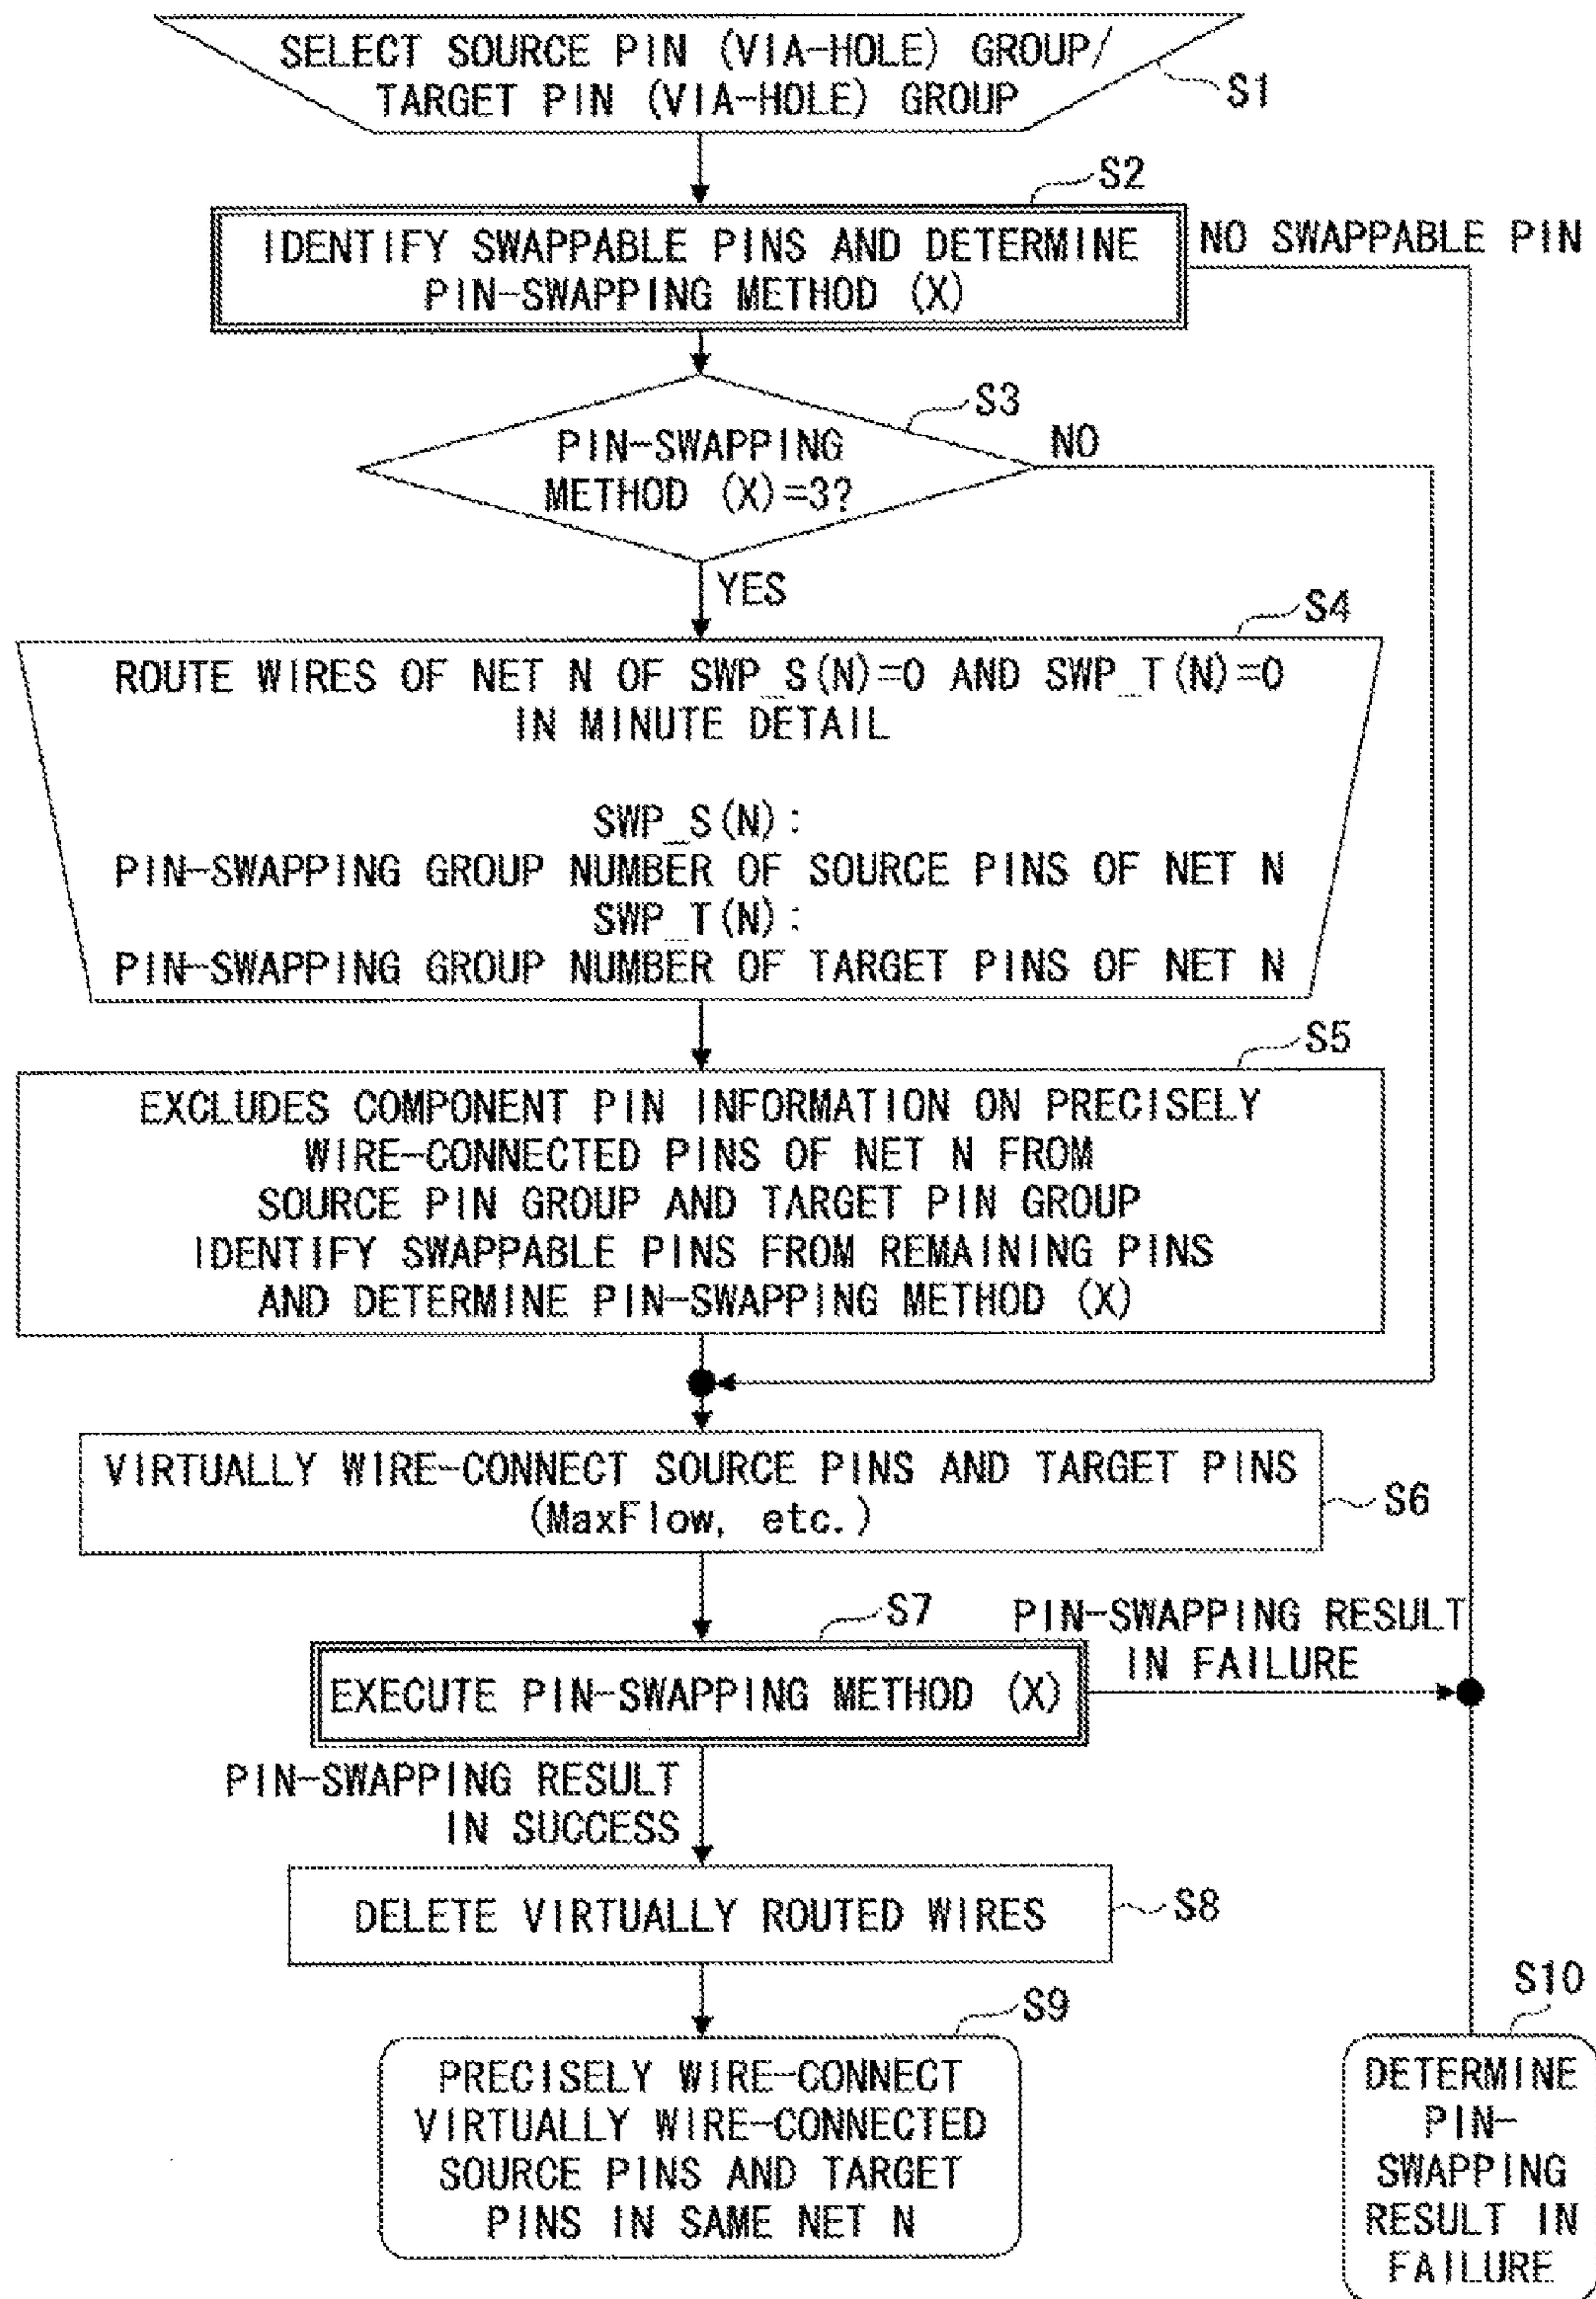 SELECT SOURCE PIN (VIA-HOLE) GROUP/
TARGET PIN (VIA-HOLE) GROUP
S1
S2
IDENTIFY SWAPPABLE PINS AND DETERMINE
PIN-SWAPPING METHOD (X)
NO SWAPPABLE PIN
S3
PIN-SWAPPING
METHOD (X)=3?
NO
YES
S4
ROUTE WIRES OF NET N OF SWP_S(N)=0 AND SWP_T(N)=0
IN MINUTE DETAIL
SWP_S(N):
PIN-SWAPPING GROUP NUMBER OF SOURCE PINS OF NET N
SWP_T(N):
PIN-SWAPPING GROUP NUMBER OF TARGET PINS OF NET N
S5
EXCLUDES COMPONENT PIN INFORMATION ON PRECISELY
WIRE-CONNECTED PINS OF NET N FROM
SOURCE PIN GROUP AND TARGET PIN GROUP
IDENTIFY SWAPPABLE PINS FROM REMAINING PINS
AND DETERMINE PIN-SWAPPING METHOD (X)
VIRTUALLY WIRE-CONNECT SOURCE PINS AND TARGET PINS
(MaxFlow, etc.)
S6
S7
EXECUTE PIN-SWAPPING METHOD (X)
PIN-SWAPPING RESULT
IN FAILURE
PIN-SWAPPING RESULT
IN SUCCESS
DELETE VIRTUALLY ROUTED WIRES
S8
S9
PRECISELY WIRE-CONNECT
VIRTUALLY WIRE-CONNECTED
SOURCE PINS AND TARGET
PINS IN SAME NET N
S10
DETERMINE
PIN-
SWAPPING
RESULT IN
FAILURE